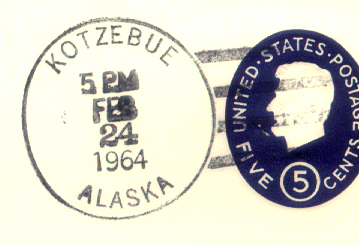 KOTZEBUE
5 PM
FEB
24
1964
ALASKA
UNITED·STATES·POSTAGE
FIVE 5 CENTS